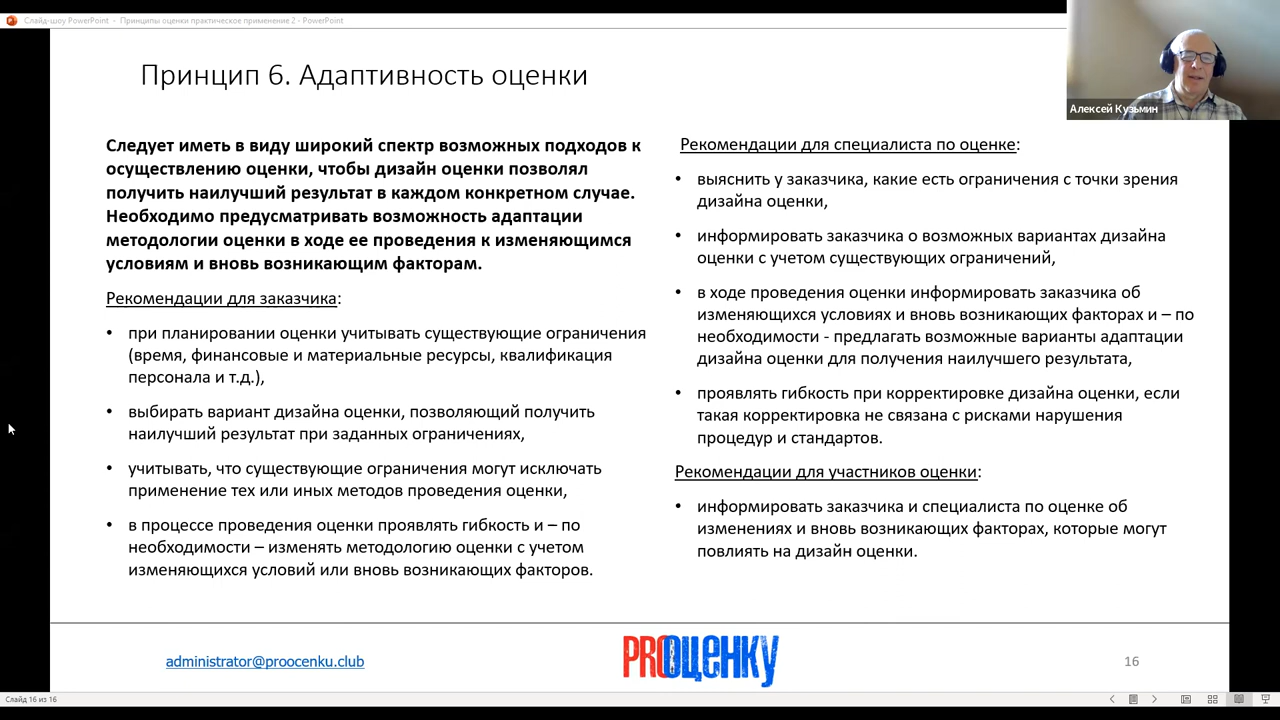 Слайд-шоу PowerPoint - Принципы оценки практическое применение 2 - PowerPoint
Принцип 6. Адаптивность оценки
Алексей Кузьмин
Следует иметь в виду широкий спектр возможных подходов к
осуществлению оценки, чтобы дизайн оценки позволял
получить наилучший результат в каждом конкретном случае.
Необходимо предусматривать возможность адаптации
методологии оценки в ходе ее проведения к изменяющимся
условиям и вновь возникающим факторам.
Рекомендации для заказчика:
• при планировании оценки учитывать существующие ограничения
(время, финансовые и материальные ресурсы, квалификация
персонала и т.д.),
• выбирать вариант дизайна оценки, позволяющий получить
наилучший результат при заданных ограничениях,
• учитывать, что существующие ограничения могут исключать
применение тех или иных методов проведения оценки,
• в процессе проведения оценки проявлять гибкость и – по
необходимости – изменять методологию оценки с учетом
изменяющихся условий или вновь возникающих факторов.
Рекомендации для специалиста по оценке:
• выяснить у заказчика, какие есть ограничения с точки зрения
дизайна оценки,
• информировать заказчика о возможных вариантах дизайна
оценки с учетом существующих ограничений,
• в ходе проведения оценки информировать заказчика об
изменяющихся условиях и вновь возникающих факторах и – по
необходимости - предлагать возможные варианты адаптации
дизайна оценки для получения наилучшего результата,
• проявлять гибкость при корректировке дизайна оценки, если
такая корректировка не связана с рисками нарушения
процедур и стандартов.
Рекомендации для участников оценки:
• информировать заказчика и специалиста по оценке об
изменениях и вновь возникающих факторах, которые могут
повлиять на дизайн оценки.
administrator@proocenku.club
PROОЦЕНКУ
16
Слайд 16 из 16